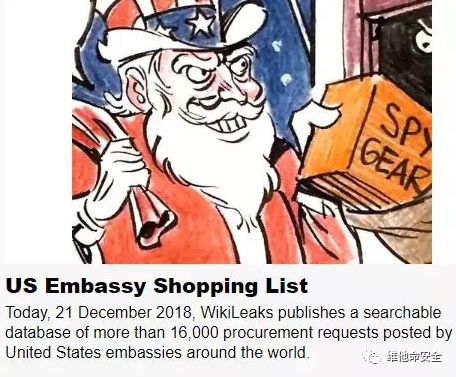 SPY
GEAR
US Embassy Shopping List
Today, 21 December 2018, WikiLeaks publishes a searchable
database of more than 16,000 procurement requests posted by
United States embassies around the world.
维他命安全